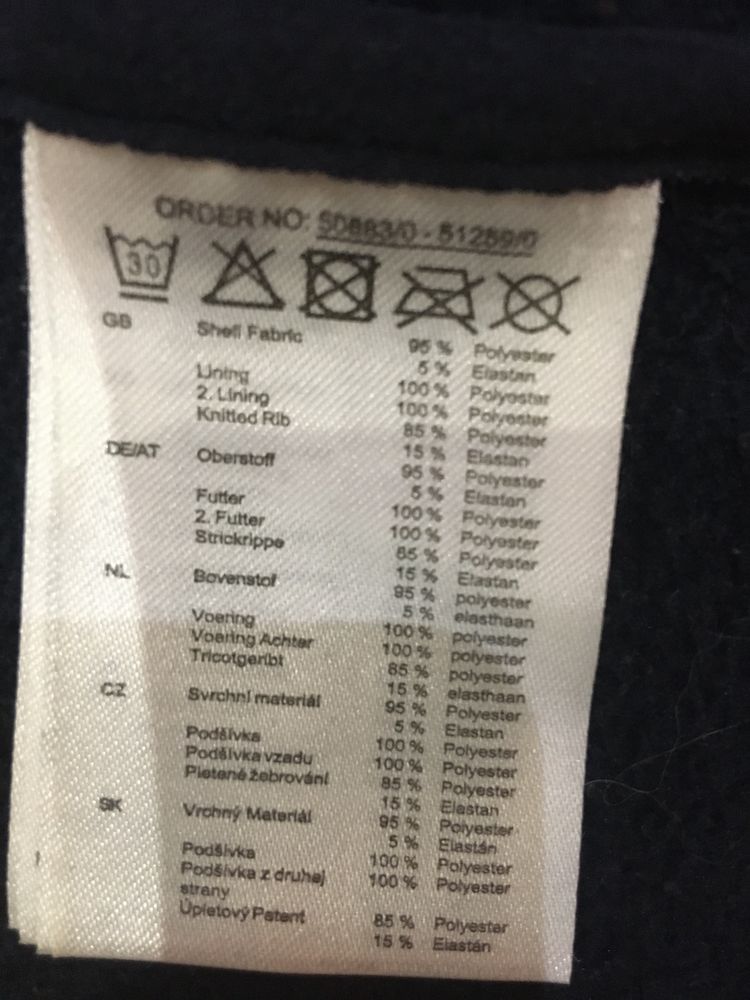 ORDER NO: 50883/0 - 51259/0
30
GB Shell Fabric 95 % Polyester
5 % Elastan
Lining 100 % Polyester
2. Lining 100 % Polyester
Knitted Rib 85 % Polyester
15 % Elastan
DE/AT Oberstoff 95 % Polyester
5 % Elastan
Futter 100 % Polyester
2. Futter 100 % Polyester
Strickrippe 85 % Polyester
15 % Elastan
NL Bovenstof 95 % polyester
5 % elasthaan
Voering 100 % polyester
Voering Achter 100 % polyester
Tricotgeribt 85 % polyester
15 % elasthaan
CZ Svrchní materiál 95 % Polyester
5 % Elastan
Podšívka 100 % Polyester
Podšívka vzadu 100 % Polyester
Pletené žebrování 85 % Polyester
15 % Elastan
SK Vrchný Materiál 95 % Polyester
5 % Elastán
Podšívka 100 % Polyester
Podšívka z druhej 100 % Polyester
strany
Úpletový Patent 85 % Polyester
15 % Elastán